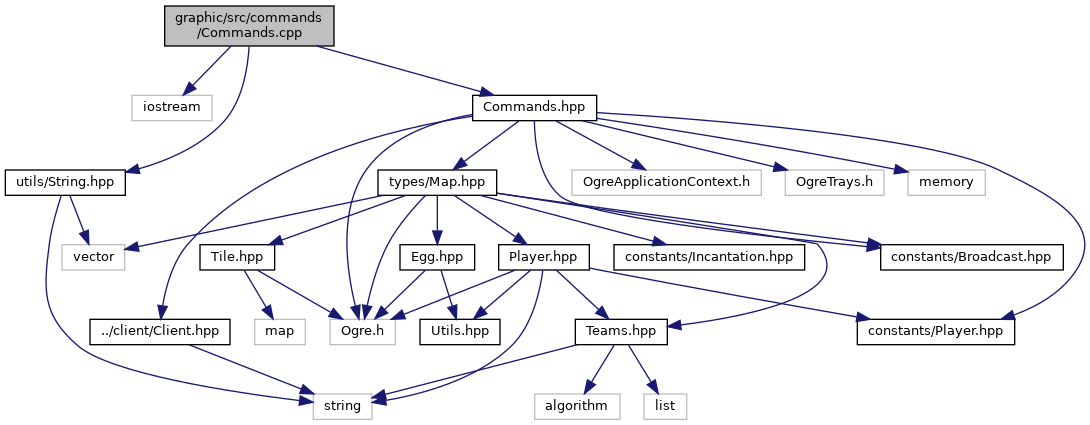 graphic/src/commands
/Commands.cpp
iostream
Commands.hpp
utils/String.hpp
types/Map.hpp
OgreApplicationContext.h
OgreTrays.h
memory
vector
Tile.hpp
Egg.hpp
Player.hpp
constants/Incantation.hpp
constants/Broadcast.hpp
../client/Client.hpp
map
Ogre.h
Utils.hpp
Teams.hpp
constants/Player.hpp
string
algorithm
list